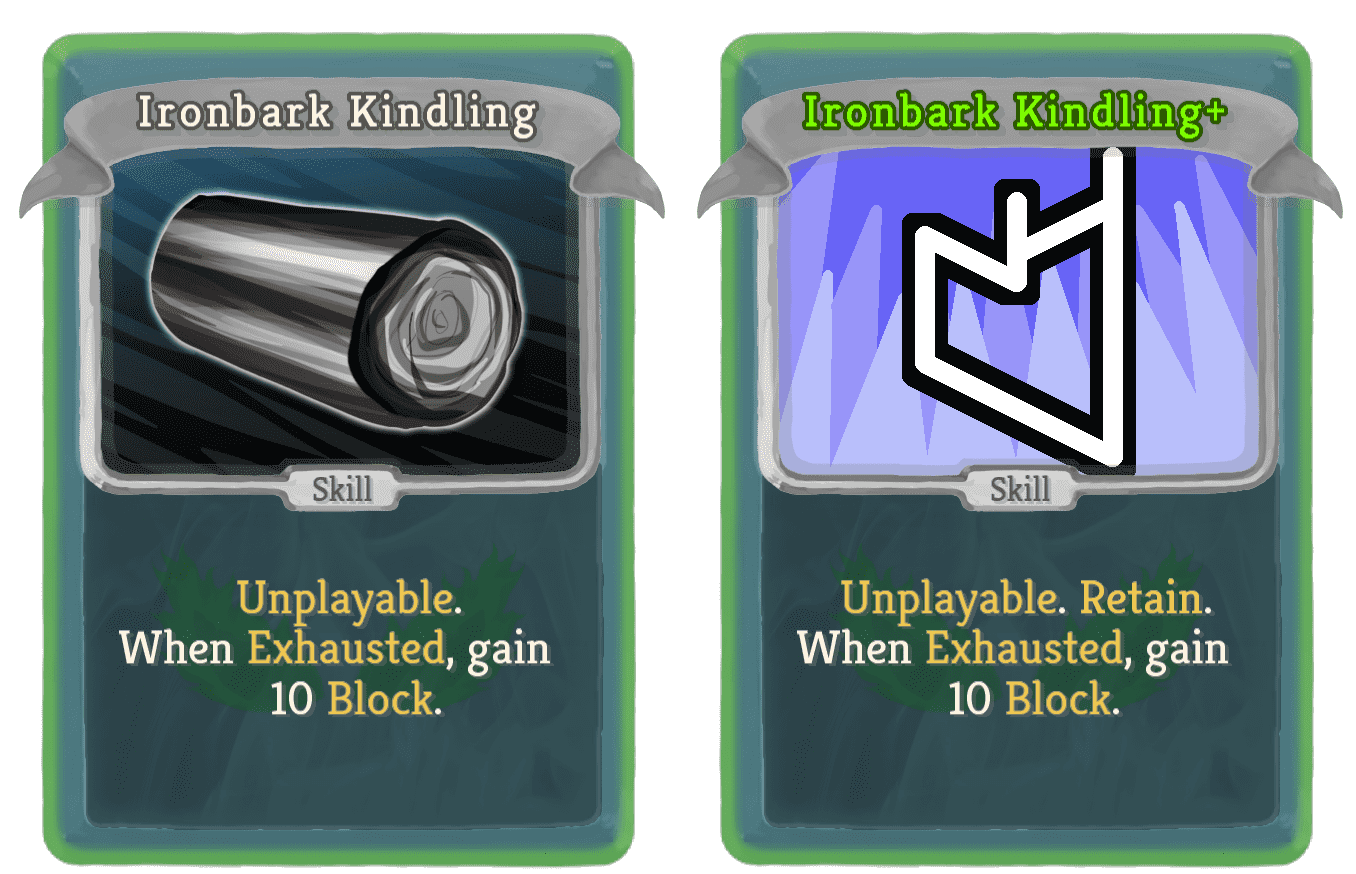 Ironbark Kindling
Skill
Unplayable.
When Exhausted, gain
10 Block.
Ironbark Kindling+
Skill
Unplayable. Retain.
When Exhausted, gain
10 Block.